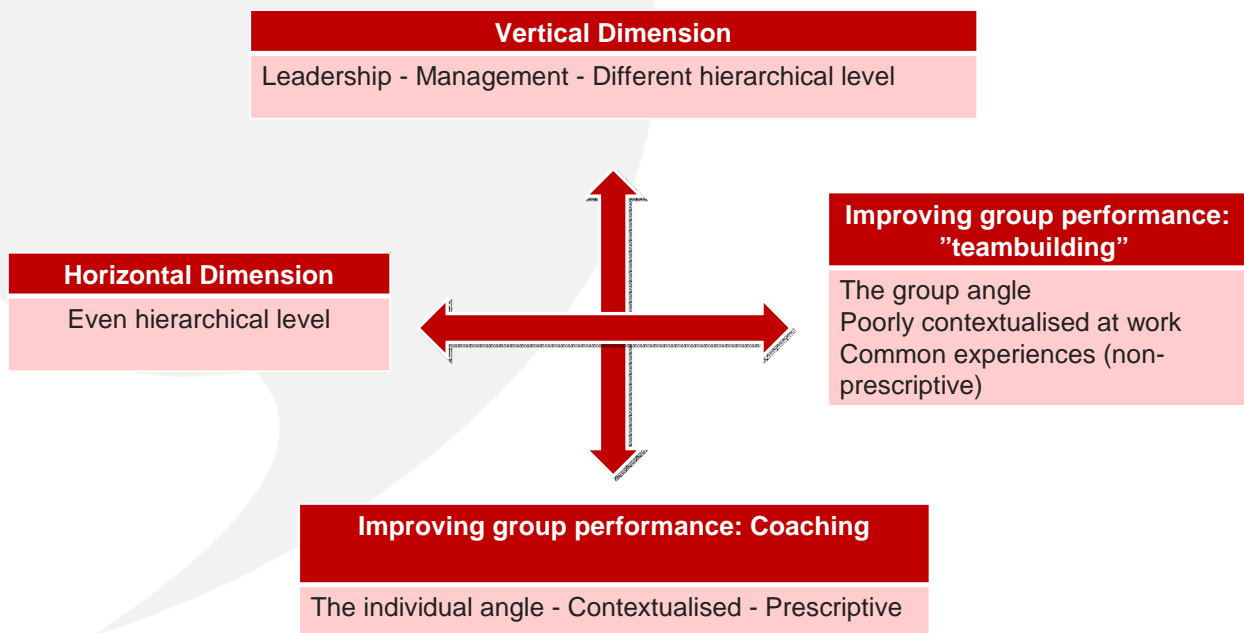 Vertical Dimension
Leadership - Management - Different hierarchical level
Horizontal Dimension
Even hierarchical level
Improving group performance:
”teambuilding”
The group angle
Poorly contextualised at work
Common experiences (non-
prescriptive)
Improving group performance: Coaching
The individual angle - Contextualised - Prescriptive